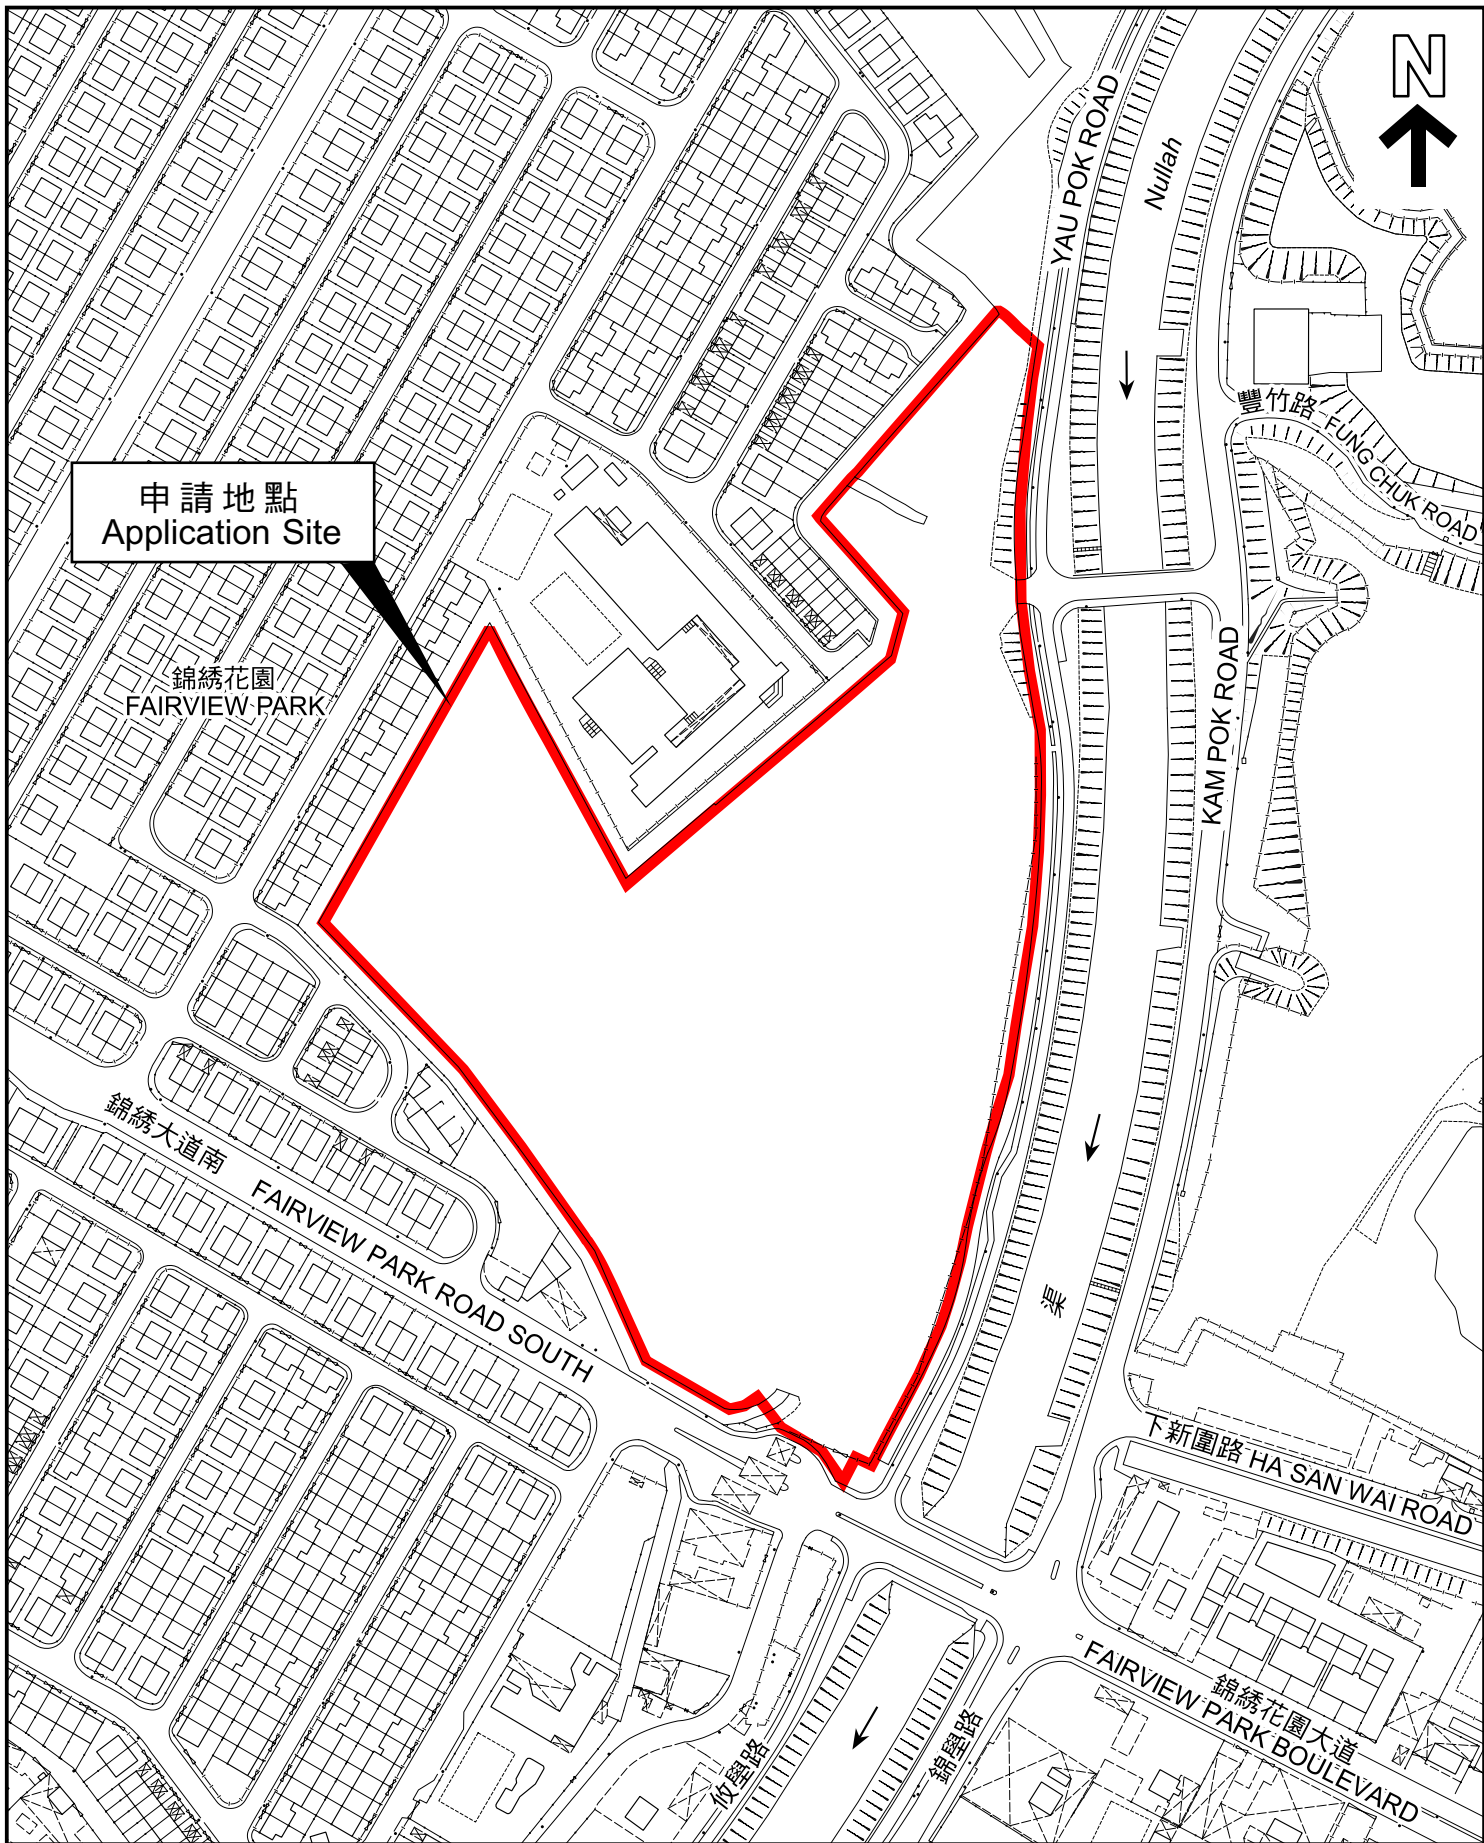 N
YAU POK ROAD
Nullah
豐竹路 FUNG CHUK ROAD
申請地點
Application Site
錦綉花園
FAIRVIEW PARK
KAM POK ROAD
錦綉大道南
FAIRVIEW PARK ROAD SOUTH
渠
下新圍路 HA SAN WAI ROAD
錦綉花園大道
FAIRVIEW PARK BOULEVARD
攸壆路
錦壆路